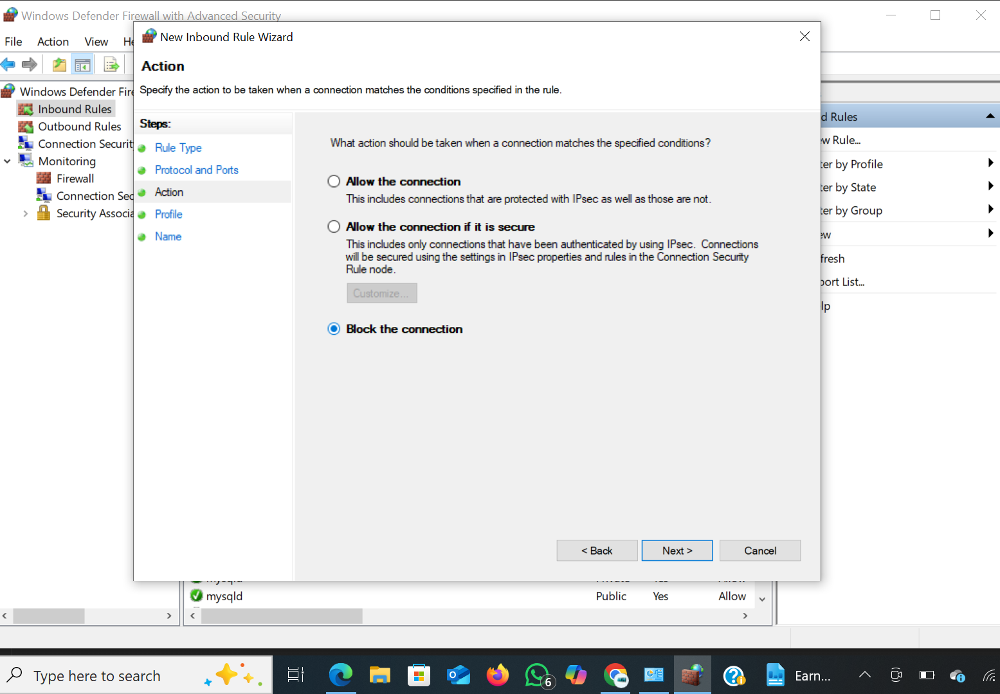 Windows Defender Firewall with Advanced Security
File Action View He
New Inbound Rule Wizard
Action
Specify the action to be taken when a connection matches the conditions specified in the rule.
Windows Defender Fire
Inbound Rules
Outbound Rules
Connection Securit
Monitoring
Firewall
Connection Sec
Security Associa
Steps:
Rule Type
Protocol and Ports
Action
Profile
Name
What action should be taken when a connection matches the specified conditions?
Allow the connection
This includes connections that are protected with IPsec as well as those are not.
Allow the connection if it is secure
This includes only connections that have been authenticated by using IPsec. Connections
will be secured using the settings in IPsec properties and rules in the Connection Security
Rule node.
Customize...
Block the connection
< Back Next > Cancel
d Rules
w Rule...
ter by Profile
ter by State
ter by Group
ew
fresh
port List...
lp
mysqld Private Yes Allow
mysqld Public Yes Allow
Type here to search
6
Earn...